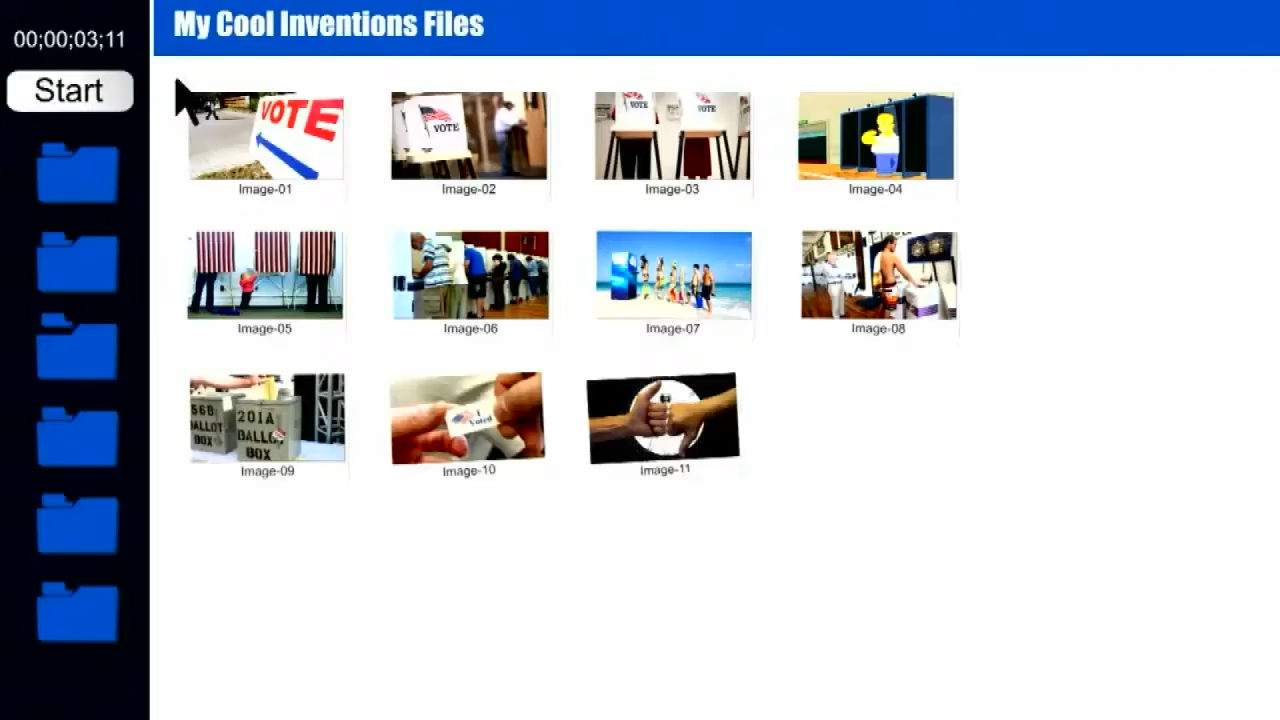 My Cool Inventions Files
00;00;03;11
Start
VOTE
VOTE
VOTE
VOTE
Image-01
Image-02
Image-03
Image-04
Image-05
Image-06
Image-07
Image-08
56B
BALLOT
BOX
201A
BALLOT
BOX
I
Voted
Image-09
Image-10
Image-11